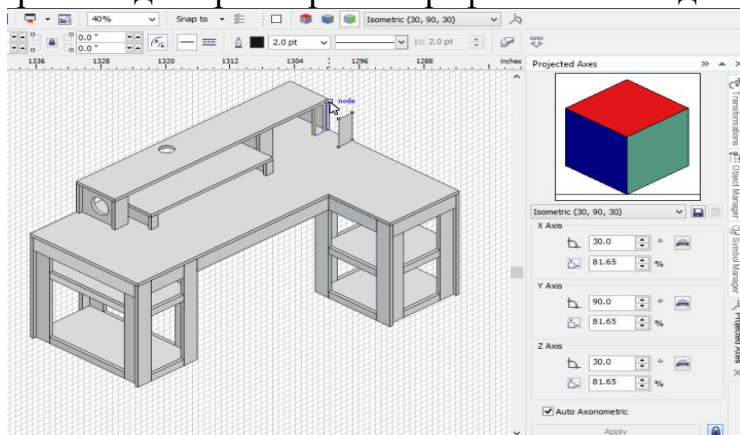 40%
Snap to
Isometric (30, 90, 30)
0.0 "
0.0 "
2.0 pt
2.0 pt
1336 1328 1320 1312 1304 1296 1288 inches
Projected Axes
node
Isometric (30, 90, 30)
X Axis
30.0 °
81.65 %
Y Axis
90.0 °
81.65 %
Z Axis
30.0 °
81.65 %
Auto Axonometric
Apply
Transformations
Object Manager
Symbol Manager
Projected Axes